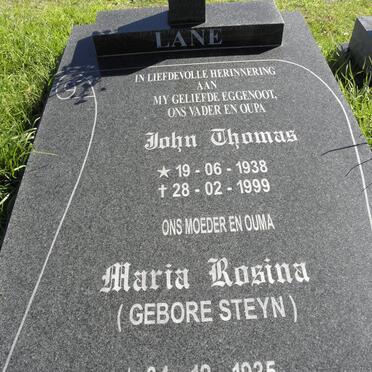 LANE
IN LIEFDEVOLLE HERINNERING
AAN
MY GELIEFDE EGGENOOT,
ONS VADER EN OUPA
John Thomas
★ 19 - 06 - 1938
† 28 - 02 - 1999
ONS MOEDER EN OUMA
Maria Rosina
( GEBORE STEYN )